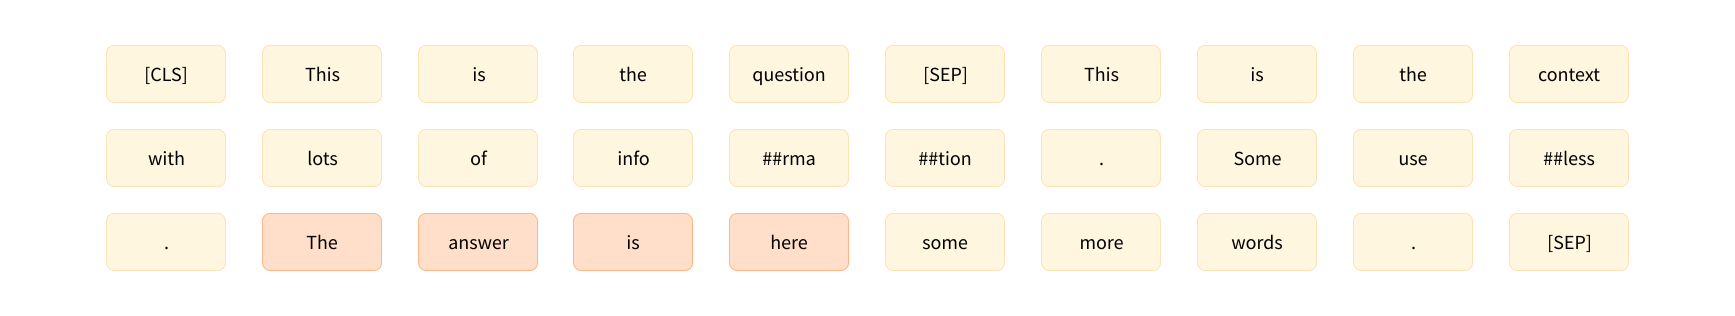 [CLS] This is the question [SEP] This is the context
with lots of info ##rma ##tion . Some use ##less
. The answer is here some more words . [SEP]